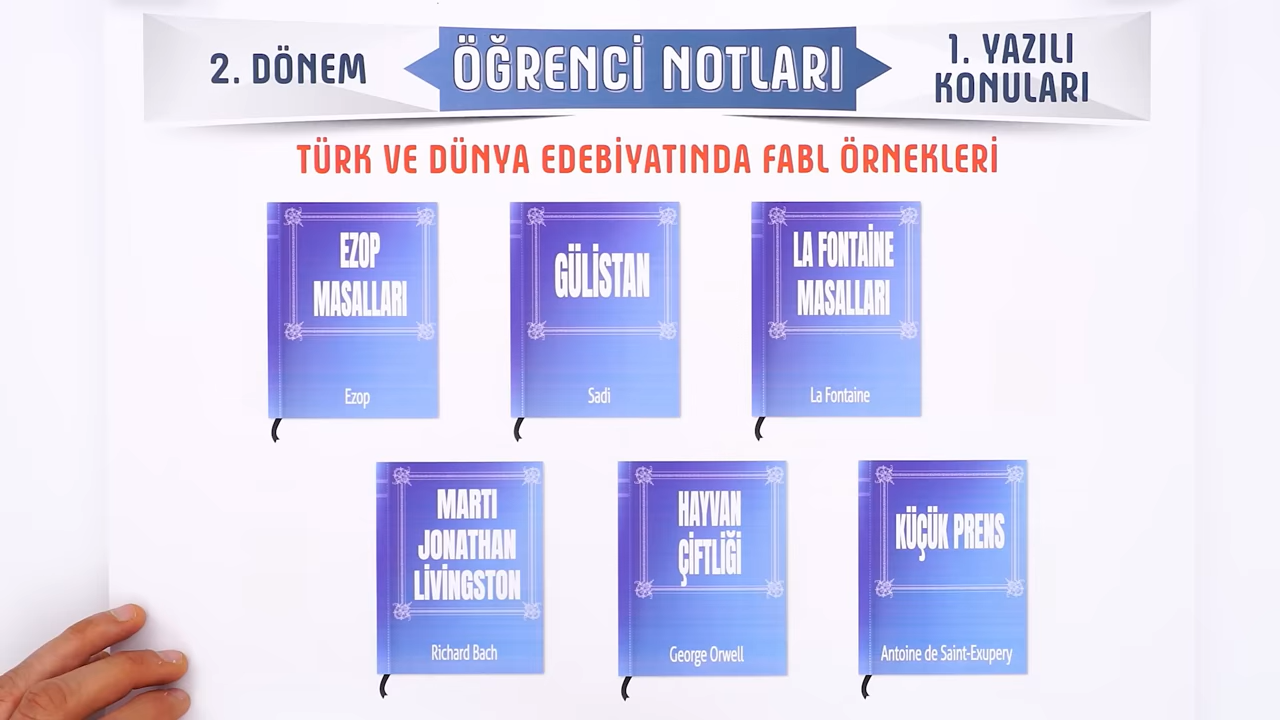 2. DÖNEM
ÖĞRENCİ NOTLARI
1. YAZILI
KONULARI
TÜRK VE DÜNYA EDEBİYATINDA FABL ÖRNEKLERİ
EZOP
MASALLARI
Ezop
GÜLİSTAN
Sadi
LA FONTAİNE
MASALLARI
La Fontaine
MARTI
JONATHAN
LİVİNGSTON
Richard Bach
HAYVAN
ÇİFTLİĞİ
George Orwell
KÜÇÜK PRENS
Antoine de Saint-Exupery